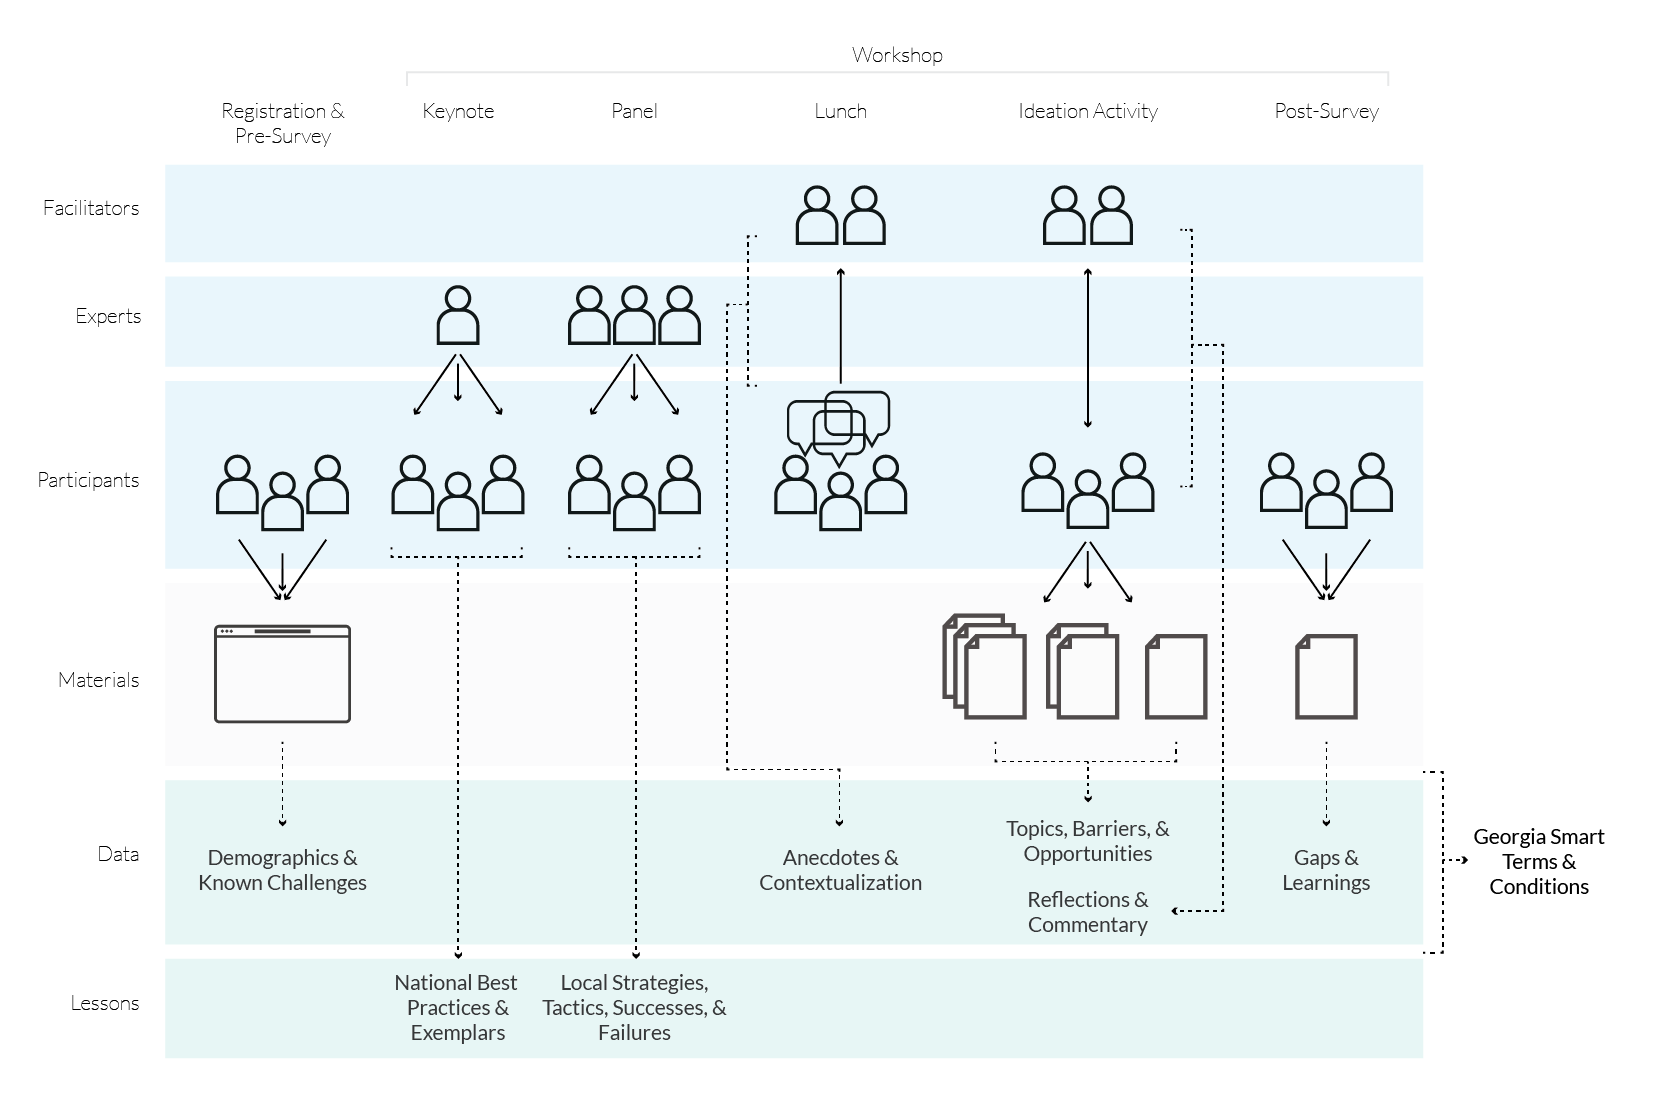 Workshop
Registration &
Pre-Survey
Keynote
Panel
Lunch
Ideation Activity
Post-Survey
Facilitators
Experts
Participants
Materials
Data
Demographics &
Known Challenges
Anecdotes &
Contextualization
Topics, Barriers, &
Opportunities
Reflections &
Commentary
Gaps &
Learnings
Georgia Smart
Terms &
Conditions
Lessons
National Best
Practices &
Exemplars
Local Strategies,
Tactics, Successes, &
Failures